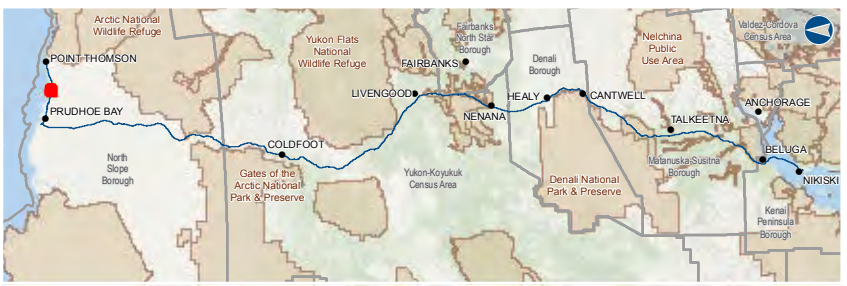 Arctic National
Wildlife Refuge
POINT THOMSON
PRUDHOE BAY
North
Slope
Borough
COLDFOOT
Gates of the
Arctic National
Park & Preserve
Yukon Flats
National
Wildlife Refuge
LIVENGOOD
FAIRBANKS
Fairbanks
North Star
Borough
NENANA
Yukon-Koyukuk
Census Area
Denali
Borough
HEALY
CANTWELL
Denali National
Park & Preserve
Nelchina
Public
Use Area
TALKEETNA
Matanuska-Susitna
Borough
Valdez-Cordova
Census Area
ANCHORAGE
BELUGA
NIKISKI
Kenai
Peninsula
Borough